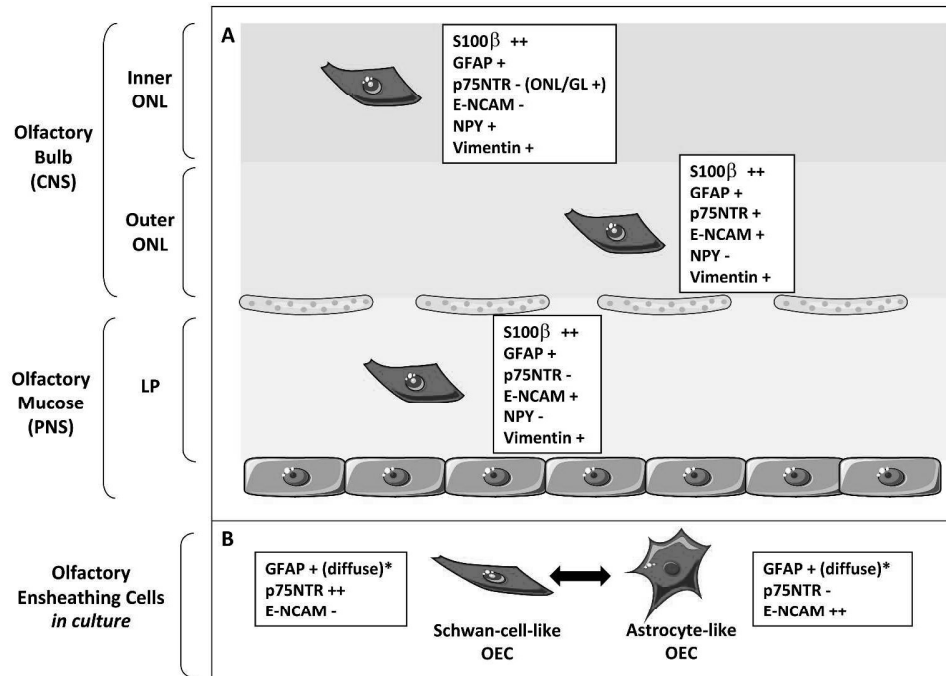 A
Olfactory
Bulb
(CNS)
Inner
ONL
S100β ++
GFAP +
p75NTR - (ONL/GL +)
E-NCAM -
NPY +
Vimentin +
Outer
ONL
S100β ++
GFAP +
p75NTR +
E-NCAM +
NPY -
Vimentin +
Olfactory
Mucose
(PNS)
LP
S100β ++
GFAP +
p75NTR -
E-NCAM +
NPY -
Vimentin +
B
Olfactory
Ensheathing Cells
in culture
GFAP + (diffuse)*
p75NTR ++
E-NCAM -
Schwan-cell-like
OEC
Astrocyte-like
OEC
GFAP + (diffuse)*
p75NTR -
E-NCAM ++